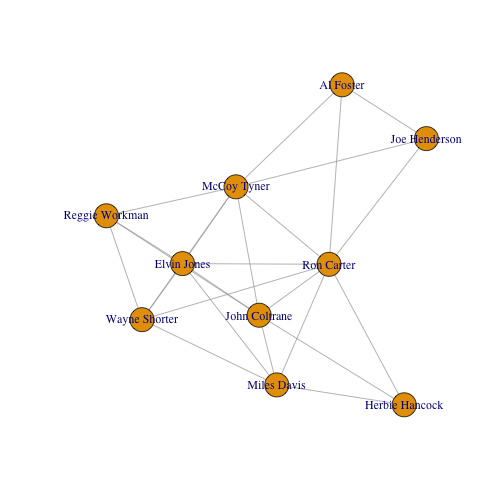 Al Foster
Joe Henderson
McCoy Tyner
Reggie Workman
Elvin Jones
Ron Carter
Wayne Shorter
John Coltrane
Miles Davis
Herbie Hancock